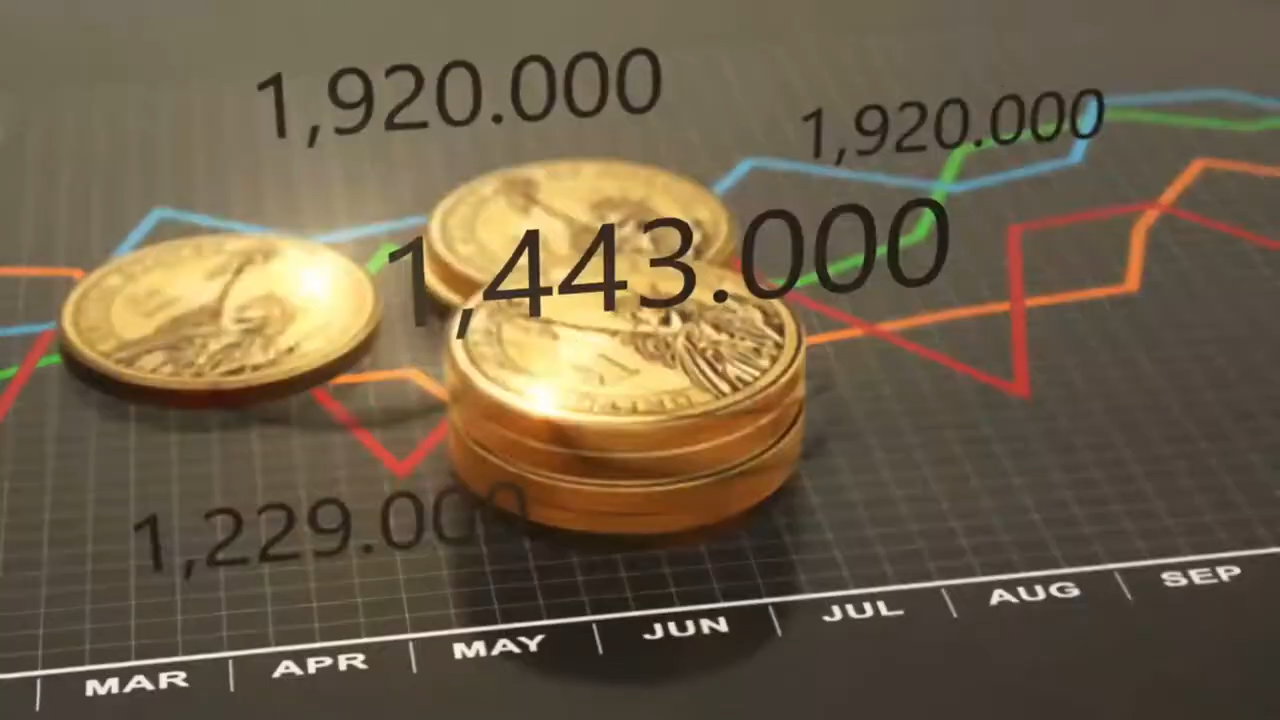 1,920.000
1,920.000
1,443.000
1,229.000
MAR | APR | MAY | JUN | JUL | AUG | SEP